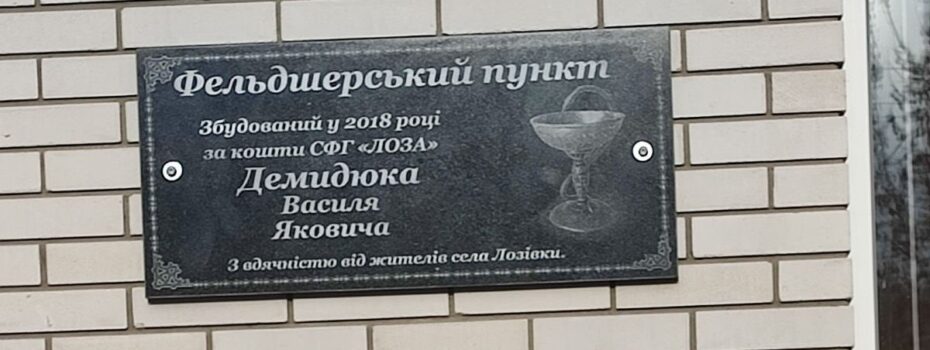 Фельдшерський пункт
Збудований у 2018 році
за кошти СФГ «ЛОЗА»
Демидюка
Василя
Яковича
З вдячністю від жителів села Лозівки.